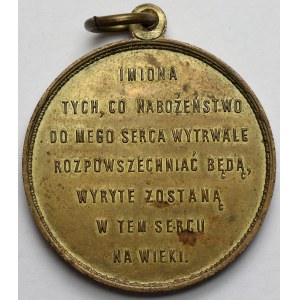 IMIONA
TYCH, CO NABOŻEŃSTWO
DO MEGO SERCA WYTRWALE
ROZPOWSZECHNIAĆ BĘDĄ,
WYRYTE ZOSTANĄ
W TEM SERCU
NA WIEKI.